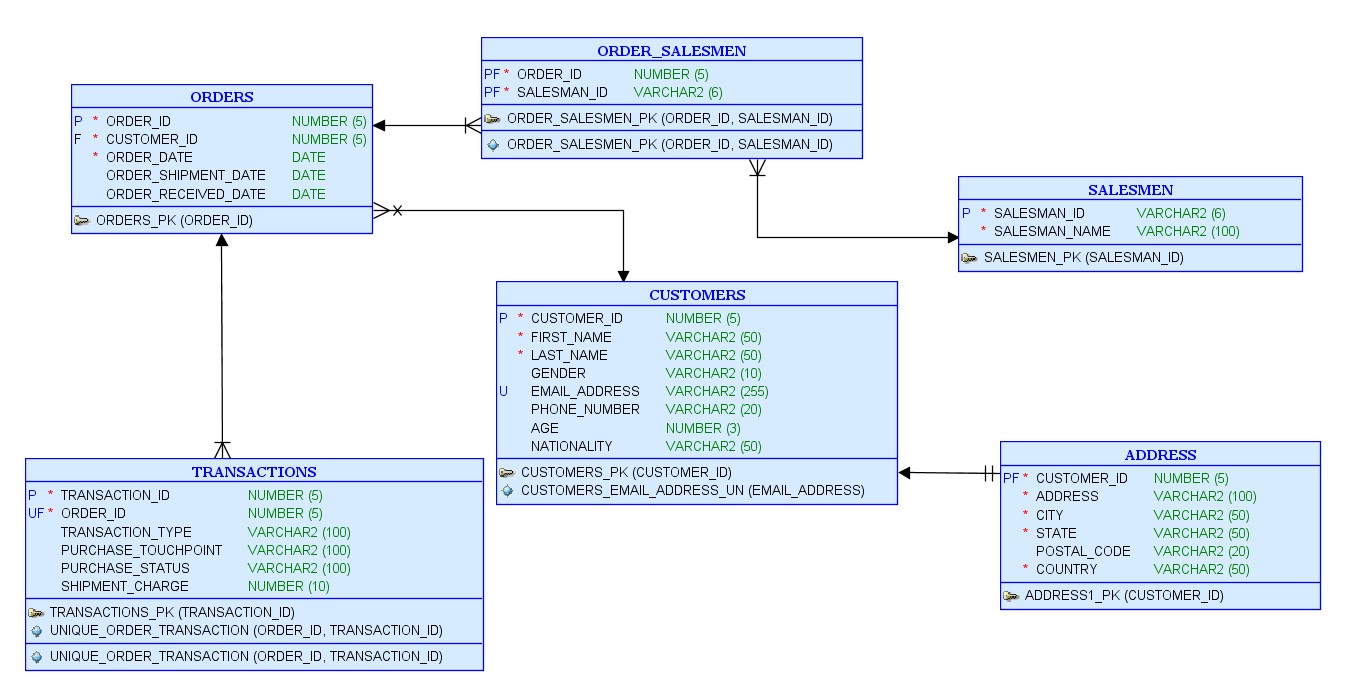 ORDER_SALESMEN
PF * ORDER_ID NUMBER (5)
PF * SALESMAN_ID VARCHAR2 (6)
ORDER_SALESMEN_PK (ORDER_ID, SALESMAN_ID)
ORDER_SALESMEN_PK (ORDER_ID, SALESMAN_ID)
ORDERS
P * ORDER_ID NUMBER (5)
F * CUSTOMER_ID NUMBER (5)
* ORDER_DATE DATE
ORDER_SHIPMENT_DATE DATE
ORDER_RECEIVED_DATE DATE
ORDERS_PK (ORDER_ID)
SALESMEN
P * SALESMAN_ID VARCHAR2 (6)
* SALESMAN_NAME VARCHAR2 (100)
SALESMEN_PK (SALESMAN_ID)
CUSTOMERS
P * CUSTOMER_ID NUMBER (5)
* FIRST_NAME VARCHAR2 (50)
* LAST_NAME VARCHAR2 (50)
GENDER VARCHAR2 (10)
U EMAIL_ADDRESS VARCHAR2 (255)
PHONE_NUMBER VARCHAR2 (20)
AGE NUMBER (3)
NATIONALITY VARCHAR2 (50)
CUSTOMERS_PK (CUSTOMER_ID)
CUSTOMERS_EMAIL_ADDRESS_UN (EMAIL_ADDRESS)
ADDRESS
PF * CUSTOMER_ID NUMBER (5)
* ADDRESS VARCHAR2 (100)
* CITY VARCHAR2 (50)
* STATE VARCHAR2 (50)
POSTAL_CODE VARCHAR2 (20)
* COUNTRY VARCHAR2 (50)
ADDRESS1_PK (CUSTOMER_ID)
TRANSACTIONS
P * TRANSACTION_ID NUMBER (5)
UF * ORDER_ID NUMBER (5)
TRANSACTION_TYPE VARCHAR2 (100)
PURCHASE_TOUCHPOINT VARCHAR2 (100)
PURCHASE_STATUS VARCHAR2 (100)
SHIPMENT_CHARGE NUMBER (10)
TRANSACTIONS_PK (TRANSACTION_ID)
UNIQUE_ORDER_TRANSACTION (ORDER_ID, TRANSACTION_ID)
UNIQUE_ORDER_TRANSACTION (ORDER_ID, TRANSACTION_ID)